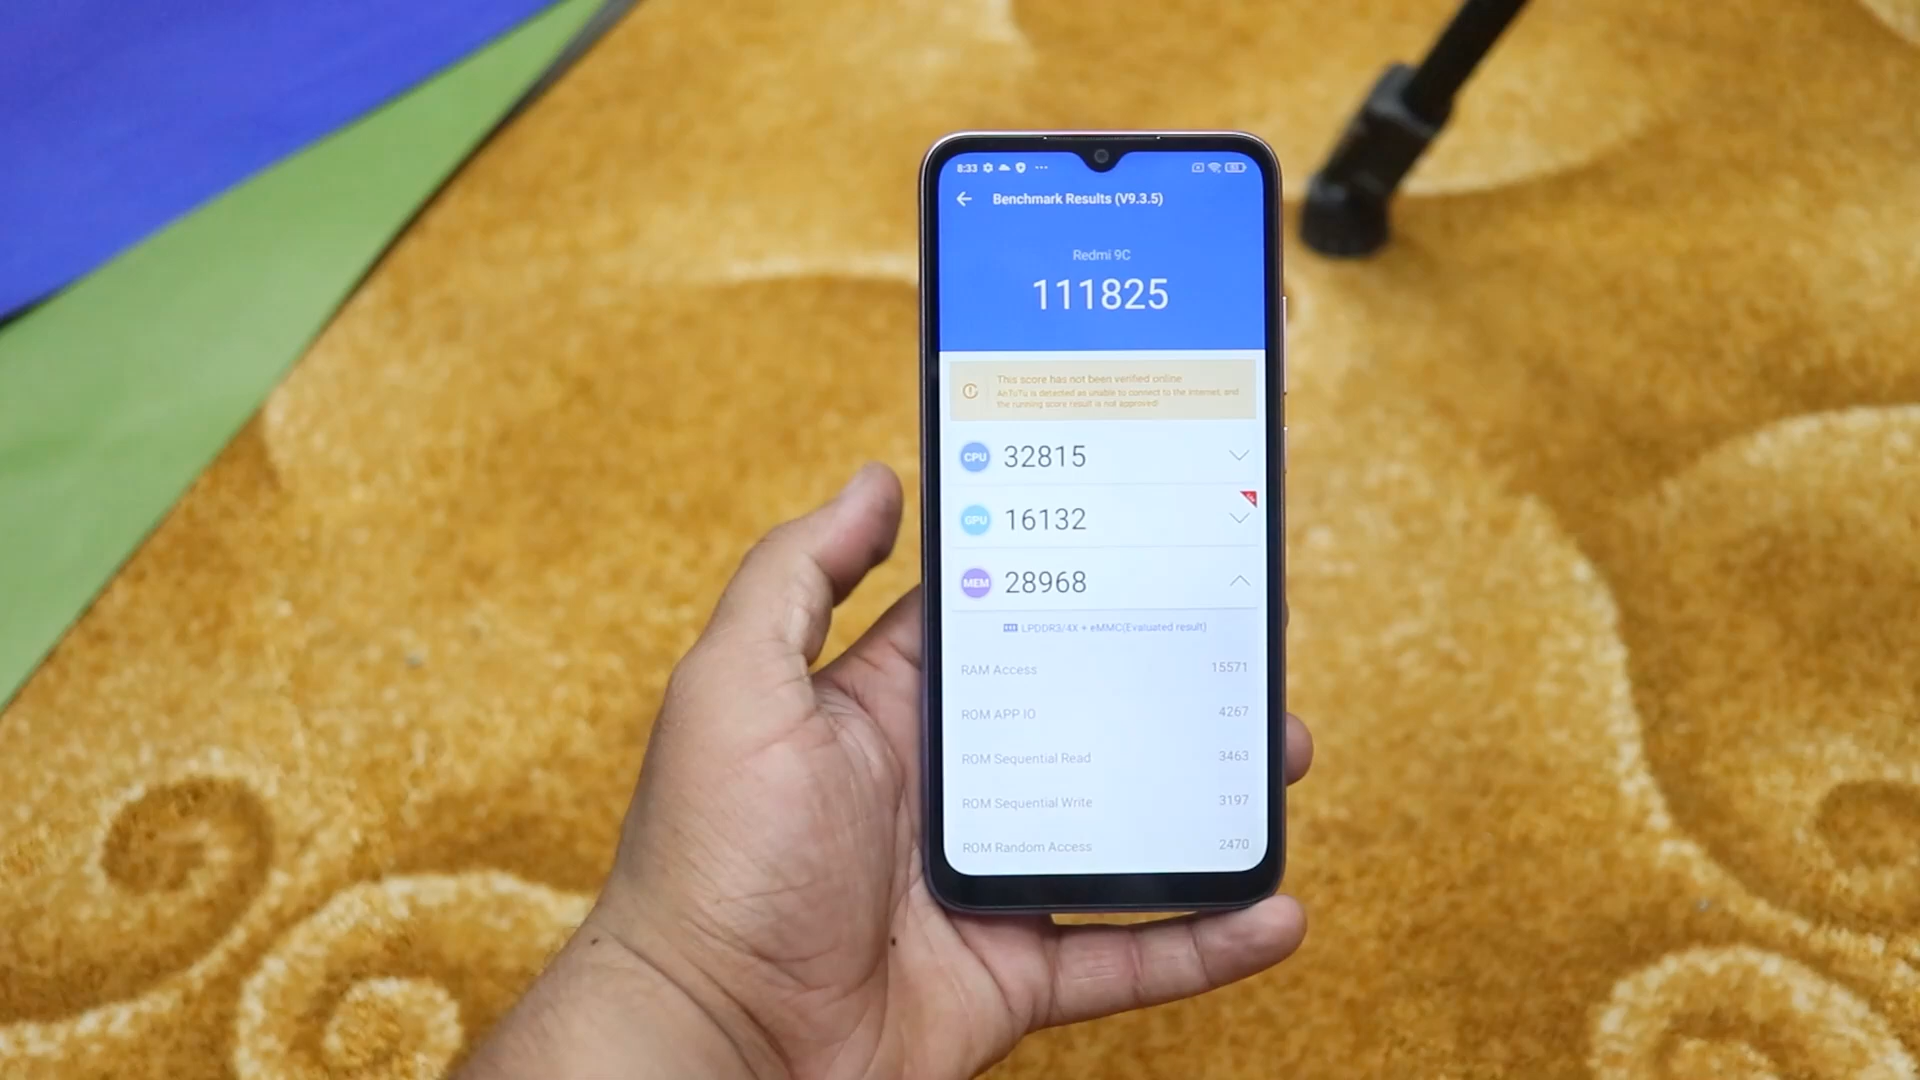 8:33
Benchmark Results (V9.3.5)
Redmi 9C
111825
This score has not been verified online
AnTuTu is detected as unable to connect to the Internet, and
the running score result is not approved!
CPU 32815
GPU 16132
MEM 28968
LPDDR3/4X + eMMC(Evaluated result)
RAM Access 15571
ROM APP IO 4267
ROM Sequential Read 3463
ROM Sequential Write 3197
ROM Random Access 2470